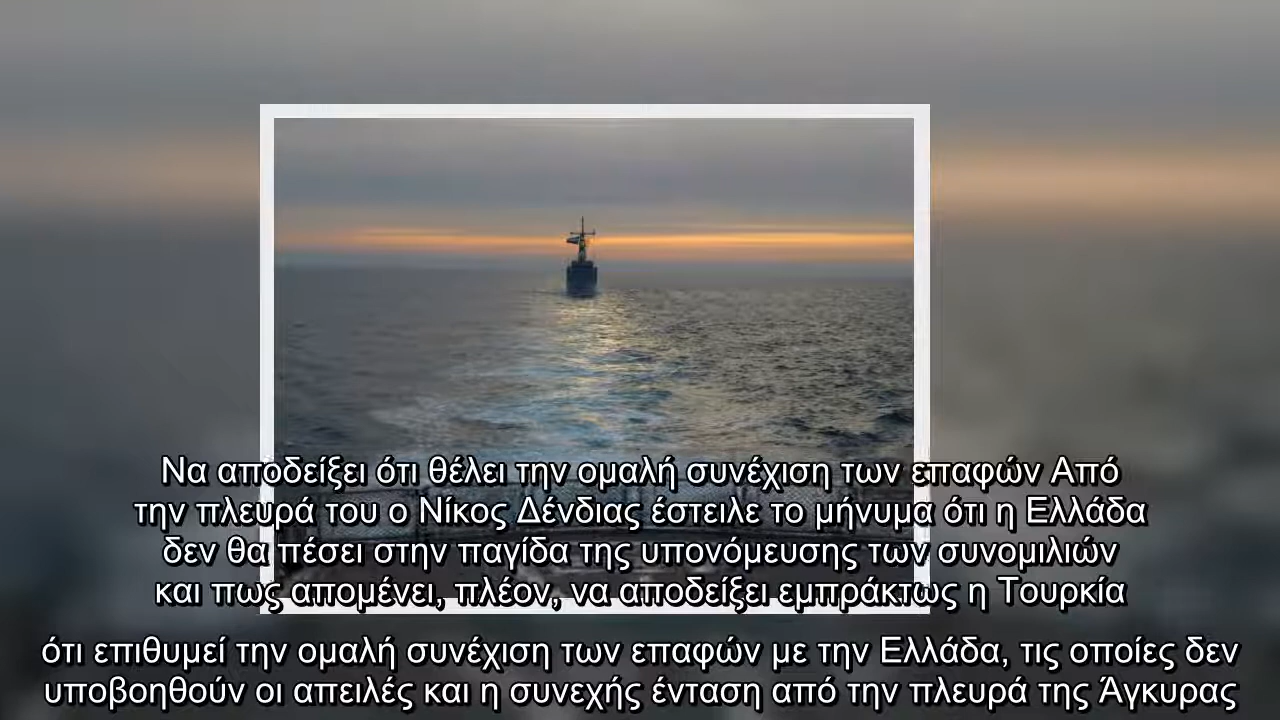 Να αποδείξει ότι θέλει την ομαλή συνέχιση των επαφών Από
την πλευρά του ο Νίκος Δένδιας έστειλε το μήνυμα ότι η Ελλάδα
δεν θα πέσει στην παγίδα της υπονόμευσης των συνομιλιών
και πως απομένει, πλέον, να αποδείξει εμπράκτως η Τουρκία
ότι επιθυμεί την ομαλή συνέχιση των επαφών με την Ελλάδα, τις οποίες δεν
υποβοηθούν οι απειλές και η συνεχής ένταση από την πλευρά της Άγκυρας